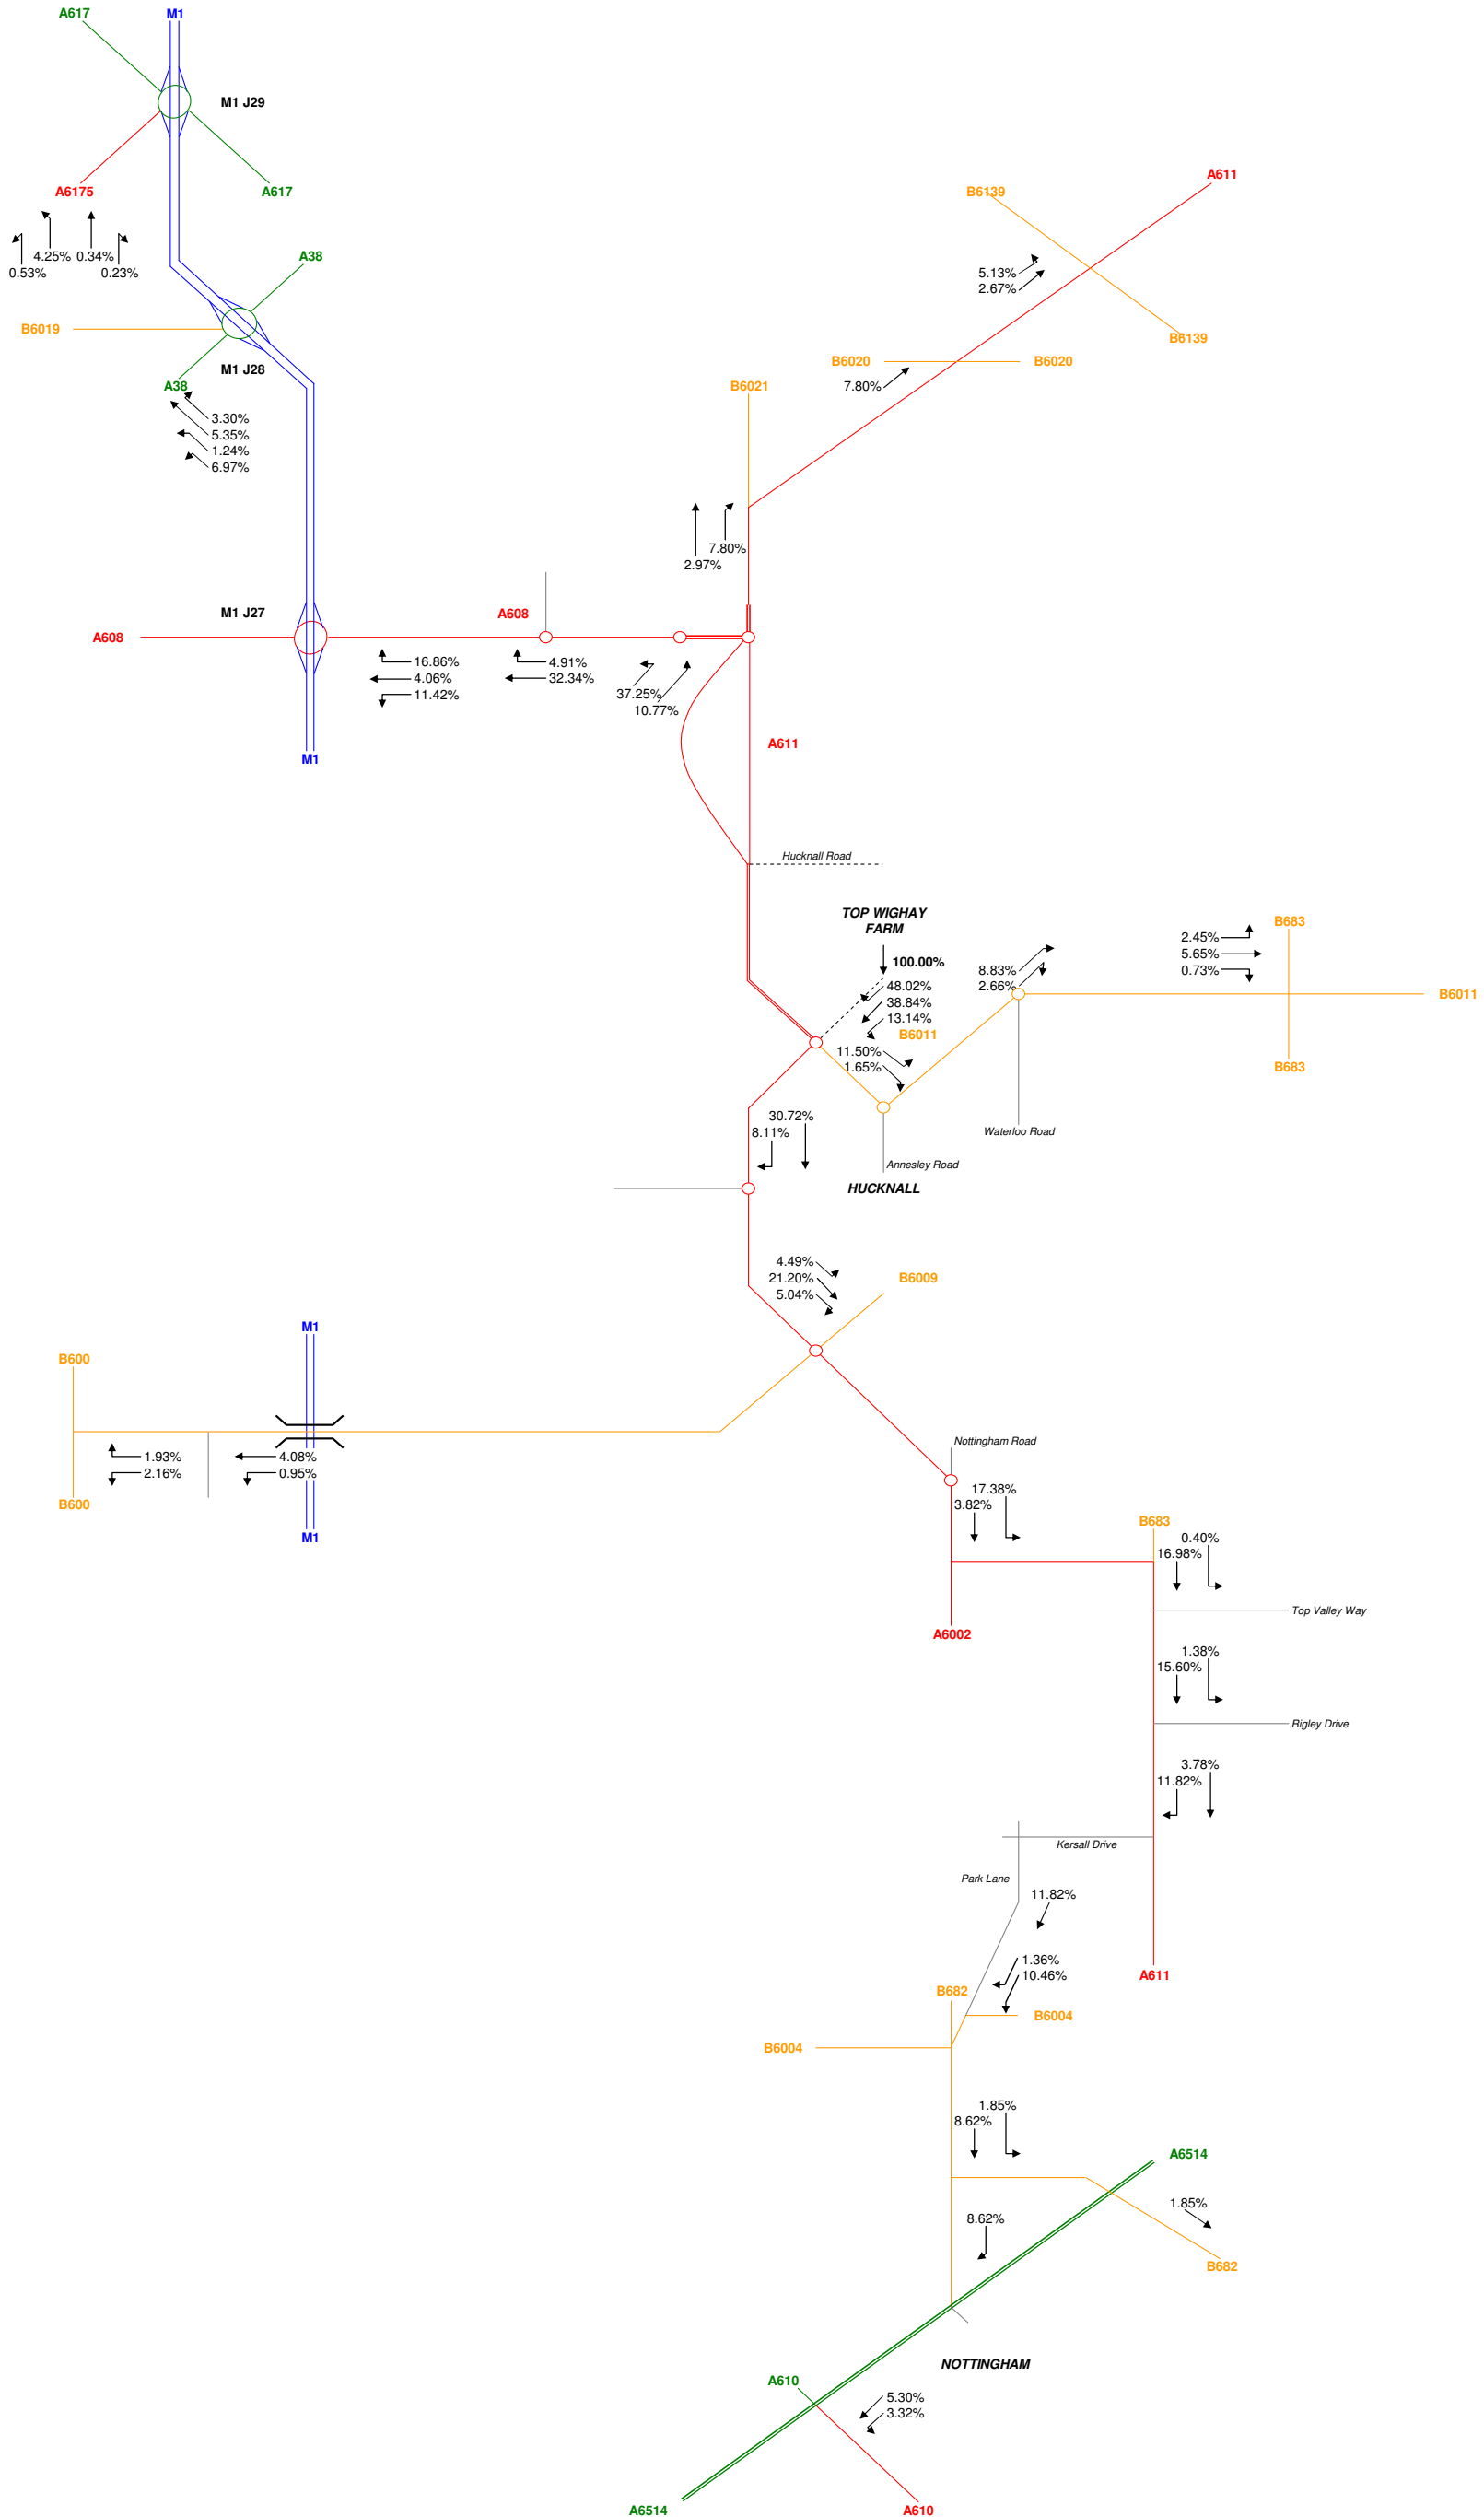 A617
M1
M1 J29
A6175
A617
4.25% 0.34%
0.53%
0.23%
A38
B6019
M1 J28
A38
3.30%
5.35%
1.24%
6.97%
A611
B6139
5.13%
2.67%
B6139
B6020
B6020
7.80%
B6021
7.80%
2.97%
M1 J27
A608
A608
16.86%
4.06%
11.42%
4.91%
32.34%
37.25%
10.77%
M1
A611
Hucknall Road
TOP WIGHAY
FARM
100.00%
48.02%
38.84%
13.14%
B6011
11.50%
1.65%
8.83%
2.66%
B683
2.45%
5.65%
0.73%
B6011
B683
Waterloo Road
Annesley Road
HUCKNALL
30.72%
8.11%
4.49%
21.20%
5.04%
B6009
M1
B600
1.93%
2.16%
4.08%
0.95%
B600
M1
Nottingham Road
17.38%
3.82%
A6002
B683
0.40%
16.98%
Top Valley Way
1.38%
15.60%
Rigley Drive
3.78%
11.82%
Kersall Drive
Park Lane
11.82%
1.36%
10.46%
A611
B682
B6004
B6004
1.85%
8.62%
A6514
1.85%
8.62%
B682
NOTTINGHAM
A610
5.30%
3.32%
A6514
A610